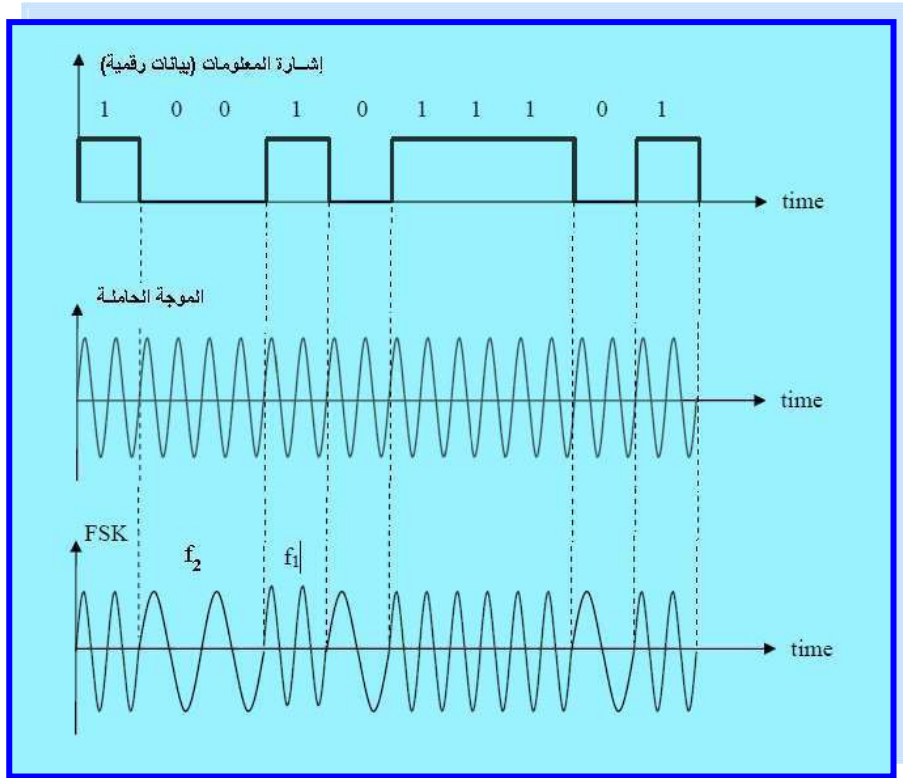 إشــارة المعلومات (بيانات رقمية)
1 0 0 1 0 1 1 1 0 1
time
الموجة الحاملـة
time
FSK
f2 f1
time